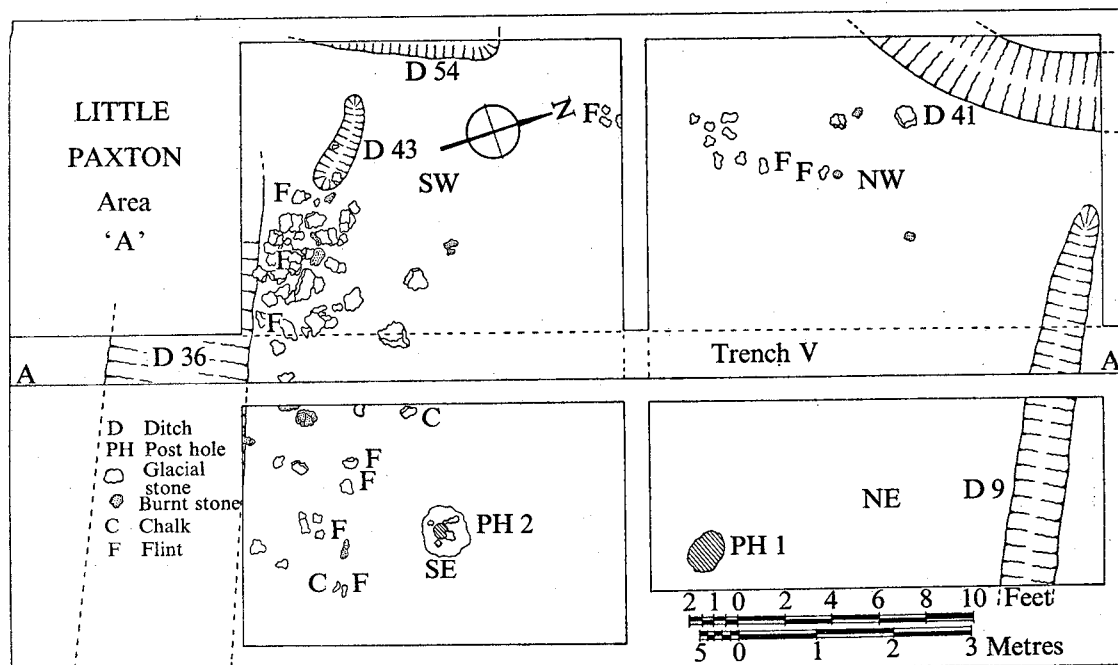 LITTLE
PAXTON
Area
‘A’
D 54
Z
F
D 43
SW
F
F
F
D 41
F
F
NW
D 36
A
Trench V
A
D Ditch
PH Post hole
Glacial
stone
Burnt stone
C Chalk
F Flint
C
F
F
F
PH 2
SE
C F
NE
D 9
PH 1
2 1 0 2 4 6 8 10 Feet
5 0 1 2 3 Metres